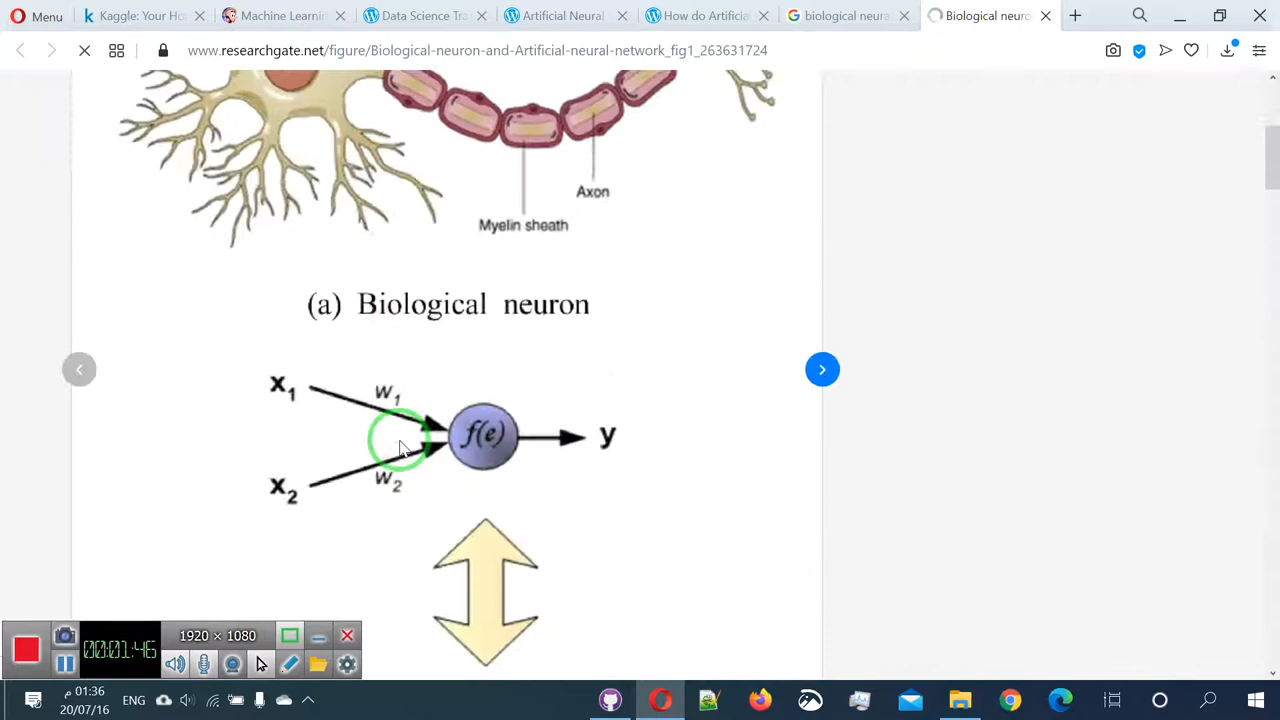 Menu
Kaggle: Your Ho
Machine Learnin
Data Science Tra
Artificial Neural
How do Artificia
biological neura
Biological neuro
www.researchgate.net/figure/Biological-neuron-and-Artificial-neural-network_fig1_263631724
Axon
Myelin sheath
(a) Biological neuron
x1 w1
f(e) y
x2 w2
1920 × 1080
00:01:46
01:36 م
ENG
20/07/16